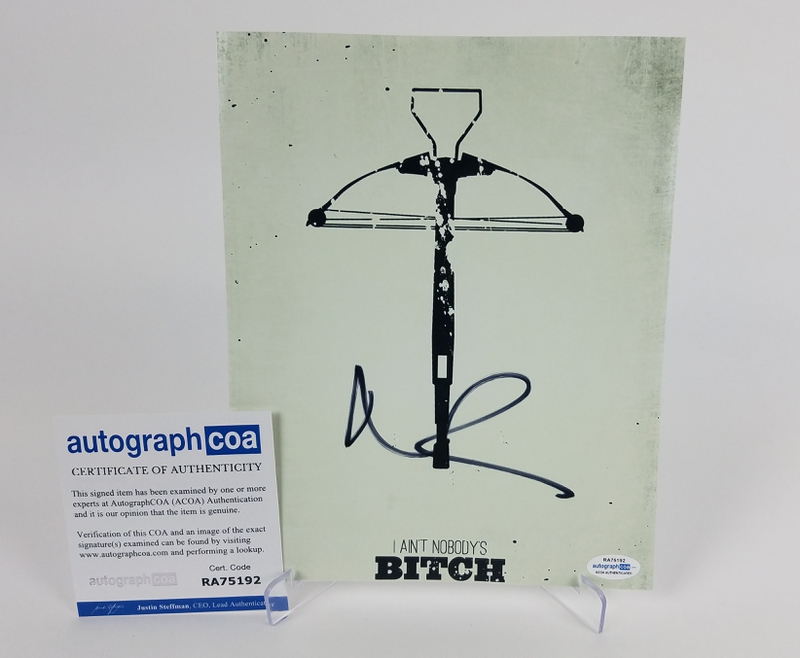 I AIN'T NOBODY'S
BITCH
autographcoa
CERTIFICATE OF AUTHENTICITY
This signed item has been examined by one or more
experts at AutographCOA (ACOA) Authentication
and it is our opinion that the item is genuine.
Verification of this COA and an image of the exact
signature(s) examined can be found by visiting
www.autographcoa.com and performing a lookup.
Cert. Code
autographcoa RA75192
Justin Steffman, CEO, Lead Authenticator
RA75192
autographcoa